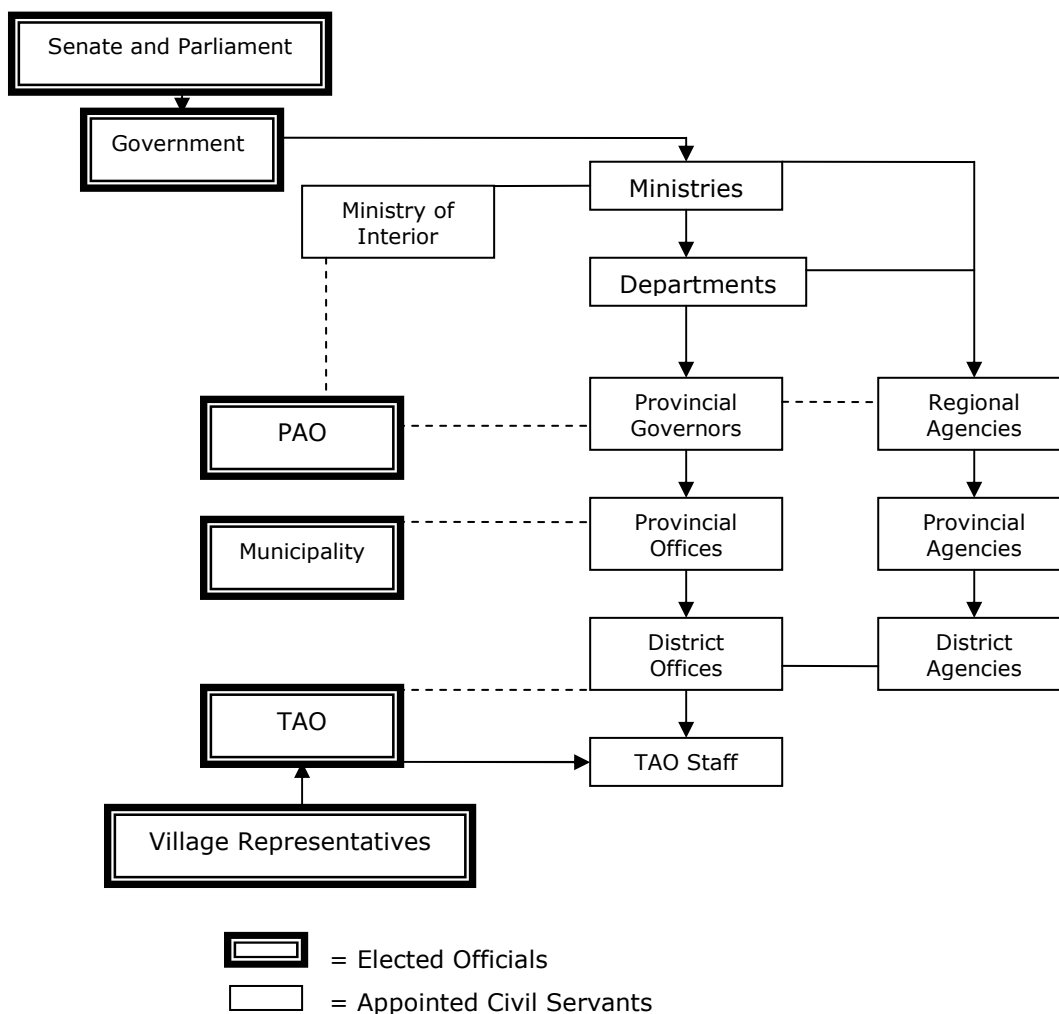 Senate and Parliament
Government
Ministries
Ministry of
Interior
Departments
PAO
Provincial
Governors
Regional
Agencies
Municipality
Provincial
Offices
Provincial
Agencies
District
Offices
District
Agencies
TAO
TAO Staff
Village Representatives
= Elected Officials
= Appointed Civil Servants